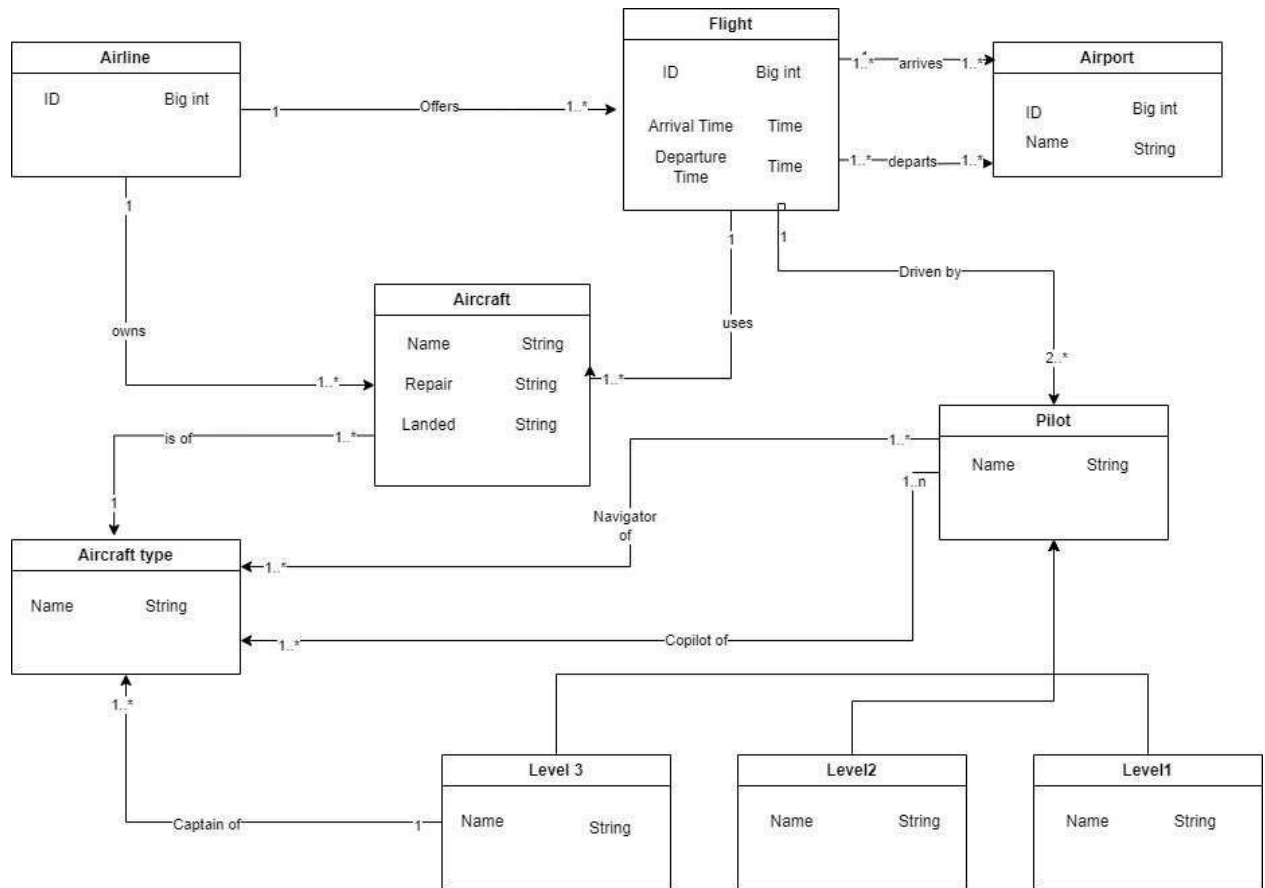 Airline
ID Big int
1 Offers 1..*
Flight
ID Big int
Arrival Time Time
Departure Time Time
1..* arrives 1..*
1..* departs 1..*
Airport
ID Big int
Name String
1
owns
1..*
Aircraft
Name String
Repair String
Landed String
1
uses
1..*
1
Driven by
2..*
Pilot
Name String
1..*
is of
1
1..*
Navigator of
1..*
1..n
Copilot of
1..*
Aircraft type
Name String
1..*
Captain of
1
Level 3
Name String
Level2
Name String
Level1
Name String